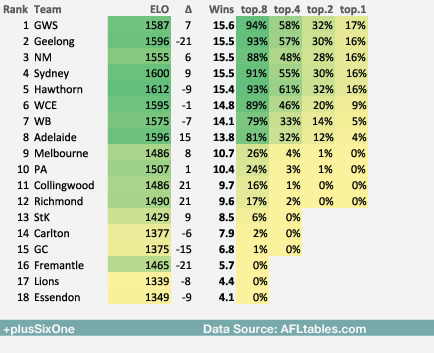 Rank Team ELO Δ Wins top.8 top.4 top.2 top.1
1 GWS 1587 7 15.6 94% 58% 32% 17%
2 Geelong 1596 -21 15.5 93% 57% 30% 16%
3 NM 1555 6 15.5 88% 48% 28% 16%
4 Sydney 1600 9 15.5 91% 55% 30% 16%
5 Hawthorn 1612 -9 15.4 93% 61% 32% 16%
6 WCE 1595 -1 14.8 89% 46% 20% 9%
7 WB 1575 -7 14.1 79% 33% 14% 5%
8 Adelaide 1596 15 13.8 81% 32% 12% 4%
9 Melbourne 1486 8 10.7 26% 4% 1% 0%
10 PA 1507 1 10.4 24% 3% 1% 0%
11 Collingwood 1486 21 9.7 16% 1% 0% 0%
12 Richmond 1490 21 9.6 17% 2% 0% 0%
13 StK 1429 9 8.5 6% 0%
14 Carlton 1377 -6 7.9 2% 0%
15 GC 1375 -15 6.8 1% 0%
16 Fremantle 1465 -21 5.7 0%
17 Lions 1339 -8 4.4 0%
18 Essendon 1349 -9 4.1 0%
+plusSixOne Data Source: AFLtables.com